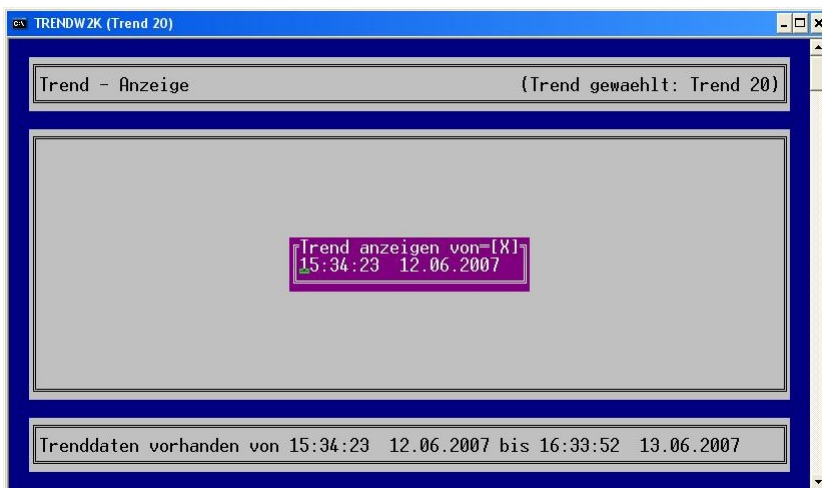 TRENDW2K (Trend 20)
Trend - Anzeige (Trend gewaehlt: Trend 20)
Trend anzeigen von=[X]
15:34:23 12.06.2007
Trenddaten vorhanden von 15:34:23 12.06.2007 bis 16:33:52 13.06.2007